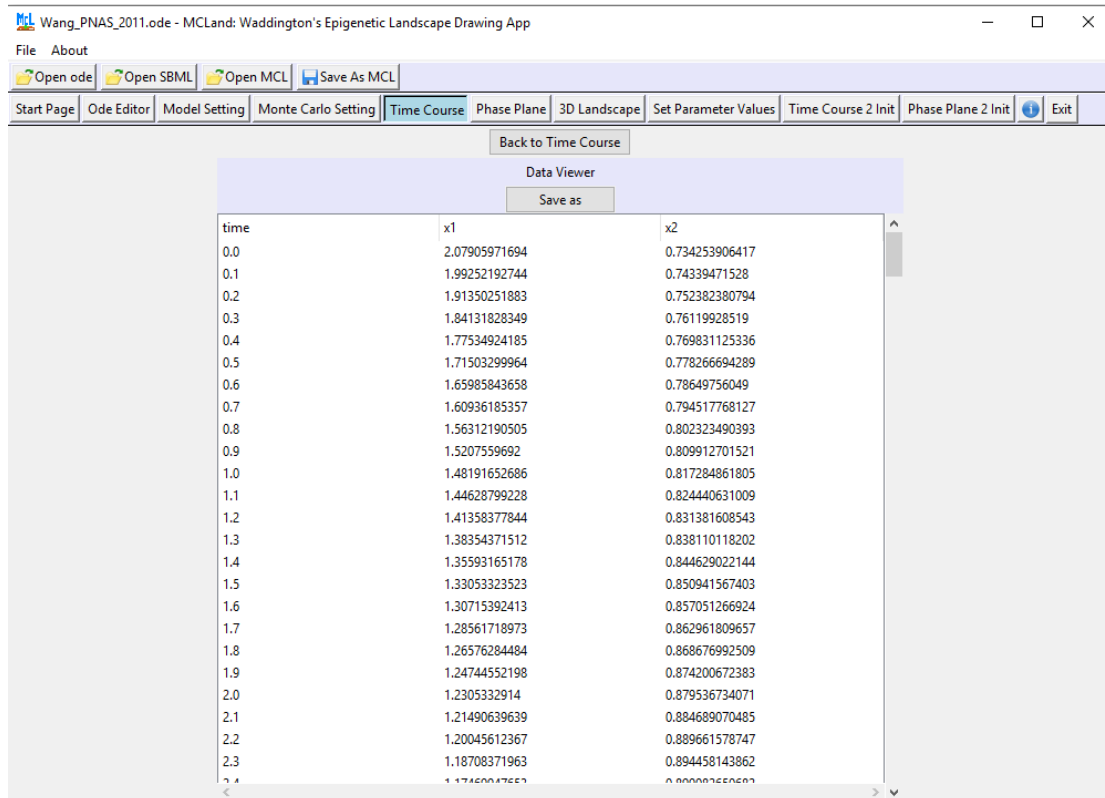 McL Wang_PNAS_2011.ode - MCLand: Waddington's Epigenetic Landscape Drawing App
File About
Open ode Open SBML Open MCL Save As MCL
Start Page Ode Editor Model Setting Monte Carlo Setting Time Course Phase Plane 3D Landscape Set Parameter Values Time Course 2 Init Phase Plane 2 Init Exit
Back to Time Course
Data Viewer
Save as
time x1 x2
0.0 2.07905971694 0.734253906417
0.1 1.99252192744 0.74339471528
0.2 1.91350251883 0.752382380794
0.3 1.84131828349 0.76119928519
0.4 1.77534924185 0.769831125336
0.5 1.71503299964 0.778266694289
0.6 1.65985843658 0.78649756049
0.7 1.60936185357 0.794517768127
0.8 1.56312190505 0.802323490393
0.9 1.5207559692 0.809912701521
1.0 1.48191652686 0.817284861805
1.1 1.44628799228 0.824440631009
1.2 1.41358377844 0.831381608543
1.3 1.38354371512 0.838110118202
1.4 1.35593165178 0.844629022144
1.5 1.33053323523 0.850941567403
1.6 1.30715392413 0.857051266924
1.7 1.28561718973 0.862961809657
1.8 1.26576284484 0.868676992509
1.9 1.24744552198 0.874200672383
2.0 1.2305332914 0.879536734071
2.1 1.21490639639 0.884689070485
2.2 1.20045612367 0.889661578747
2.3 1.18708371963 0.894458143862